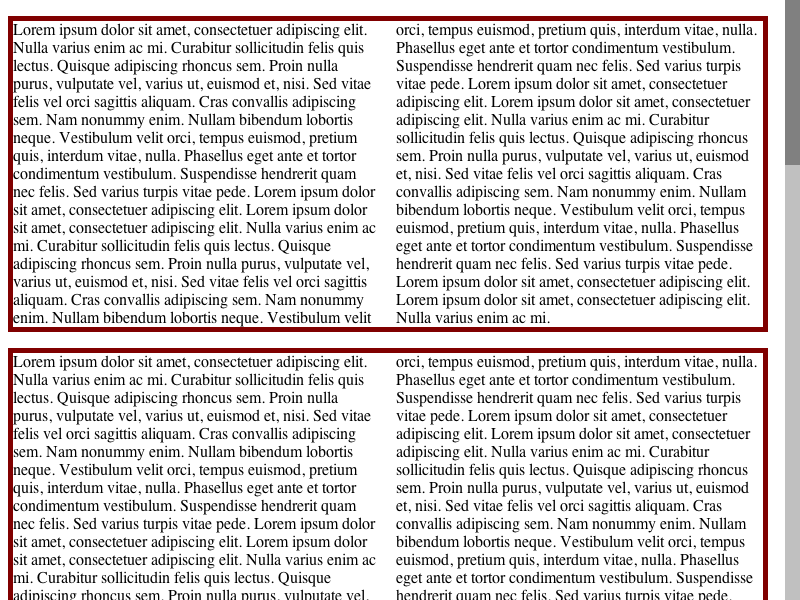 Lorem ipsum dolor sit amet, consectetuer adipiscing elit.
Nulla varius enim ac mi. Curabitur sollicitudin felis quis
lectus. Quisque adipiscing rhoncus sem. Proin nulla
purus, vulputate vel, varius ut, euismod et, nisi. Sed vitae
felis vel orci sagittis aliquam. Cras convallis adipiscing
sem. Nam nonummy enim. Nullam bibendum lobortis
neque. Vestibulum velit orci, tempus euismod, pretium
quis, interdum vitae, nulla. Phasellus eget ante et tortor
condimentum vestibulum. Suspendisse hendrerit quam
nec felis. Sed varius turpis vitae pede. Lorem ipsum dolor
sit amet, consectetuer adipiscing elit. Lorem ipsum dolor
sit amet, consectetuer adipiscing elit. Nulla varius enim ac
mi. Curabitur sollicitudin felis quis lectus. Quisque
adipiscing rhoncus sem. Proin nulla purus, vulputate vel,
varius ut, euismod et, nisi. Sed vitae felis vel orci sagittis
aliquam. Cras convallis adipiscing sem. Nam nonummy
enim. Nullam bibendum lobortis neque. Vestibulum velit
orci, tempus euismod, pretium quis, interdum vitae, nulla.
Phasellus eget ante et tortor condimentum vestibulum.
Suspendisse hendrerit quam nec felis. Sed varius turpis
vitae pede. Lorem ipsum dolor sit amet, consectetuer
adipiscing elit. Lorem ipsum dolor sit amet, consectetuer
adipiscing elit. Nulla varius enim ac mi. Curabitur
sollicitudin felis quis lectus. Quisque adipiscing rhoncus
sem. Proin nulla purus, vulputate vel, varius ut, euismod
et, nisi. Sed vitae felis vel orci sagittis aliquam. Cras
convallis adipiscing sem. Nam nonummy enim. Nullam
bibendum lobortis neque. Vestibulum velit orci, tempus
euismod, pretium quis, interdum vitae, nulla. Phasellus
eget ante et tortor condimentum vestibulum. Suspendisse
hendrerit quam nec felis. Sed varius turpis vitae pede.
Lorem ipsum dolor sit amet, consectetuer adipiscing elit.
Lorem ipsum dolor sit amet, consectetuer adipiscing elit.
Nulla varius enim ac mi.
Lorem ipsum dolor sit amet, consectetuer adipiscing elit.
Nulla varius enim ac mi. Curabitur sollicitudin felis quis
lectus. Quisque adipiscing rhoncus sem. Proin nulla
purus, vulputate vel, varius ut, euismod et, nisi. Sed vitae
felis vel orci sagittis aliquam. Cras convallis adipiscing
sem. Nam nonummy enim. Nullam bibendum lobortis
neque. Vestibulum velit orci, tempus euismod, pretium
quis, interdum vitae, nulla. Phasellus eget ante et tortor
condimentum vestibulum. Suspendisse hendrerit quam
nec felis. Sed varius turpis vitae pede. Lorem ipsum dolor
sit amet, consectetuer adipiscing elit. Lorem ipsum dolor
sit amet, consectetuer adipiscing elit. Nulla varius enim ac
mi. Curabitur sollicitudin felis quis lectus. Quisque
adipiscing rhoncus sem. Proin nulla purus, vulputate vel,
orci, tempus euismod, pretium quis, interdum vitae, nulla.
Phasellus eget ante et tortor condimentum vestibulum.
Suspendisse hendrerit quam nec felis. Sed varius turpis
vitae pede. Lorem ipsum dolor sit amet, consectetuer
adipiscing elit. Lorem ipsum dolor sit amet, consectetuer
adipiscing elit. Nulla varius enim ac mi. Curabitur
sollicitudin felis quis lectus. Quisque adipiscing rhoncus
sem. Proin nulla purus, vulputate vel, varius ut, euismod
et, nisi. Sed vitae felis vel orci sagittis aliquam. Cras
convallis adipiscing sem. Nam nonummy enim. Nullam
bibendum lobortis neque. Vestibulum velit orci, tempus
euismod, pretium quis, interdum vitae, nulla. Phasellus
eget ante et tortor condimentum vestibulum. Suspendisse
hendrerit quam nec felis. Sed varius turpis vitae pede.